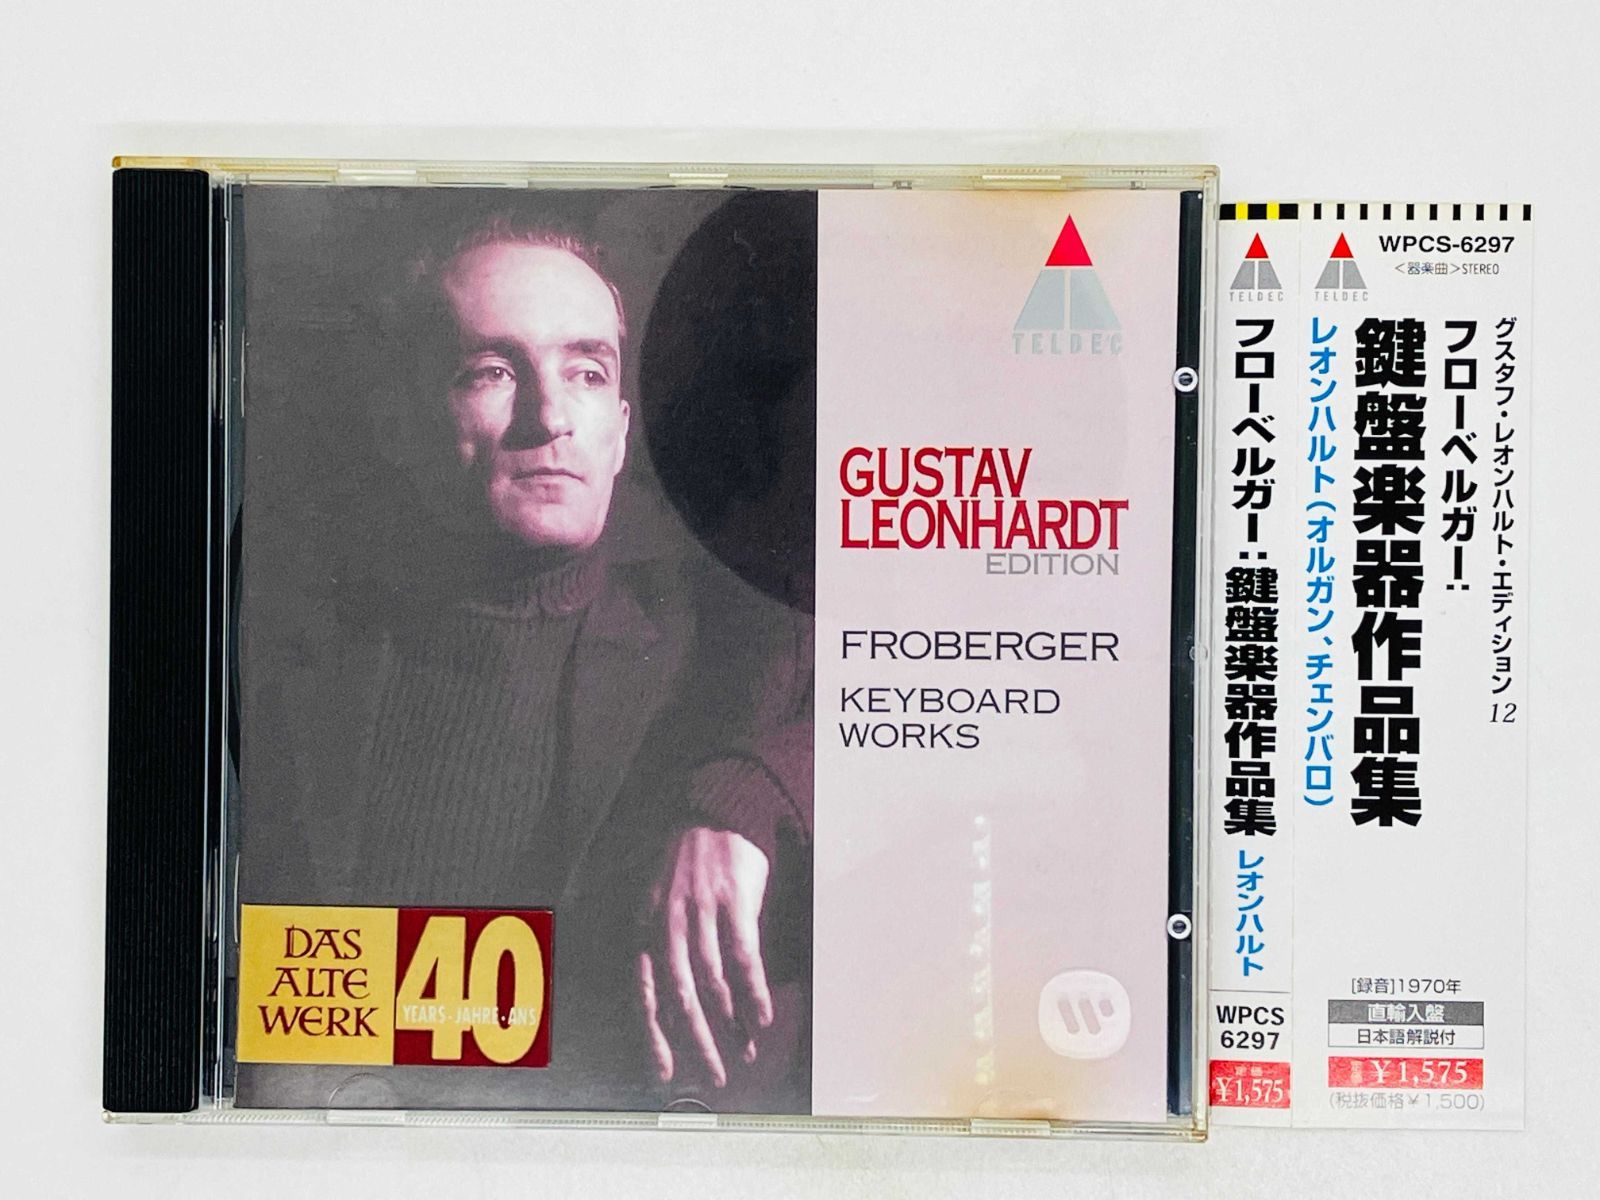 TELDEC
GUSTAV
LEONHARDT
EDITION
FROBERGER
KEYBOARD
WORKS
DAS
ALTE
WERK
40
YEARS-JAHRE・ANS
TELDEC
フローベルガー:鍵盤楽器作品集 レオンハルト
WPCS
6297
定価
¥1,575
TELDEC
WPCS-6297
<器楽曲>STEREO
グスタフ・レオンハルト・エディション 12
フローベルガー:
鍵盤楽器作品集
レオンハルト(オルガン、チェンバロ)
[録音]1970年
直輸入盤
日本語解説付
定価 ¥1,575
(税抜価格¥1,500)